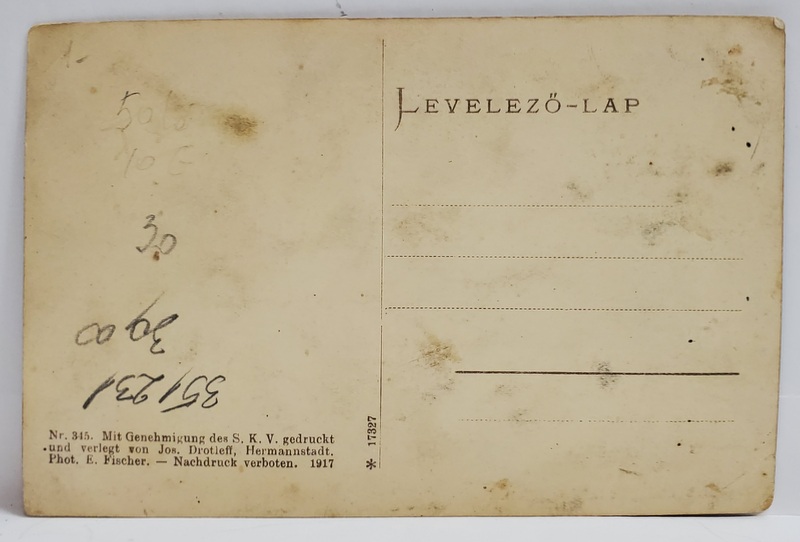 LEVELEZŐ-LAP
30
3900
351231
Nr. 345. Mit Genehmigung des S. K. V. gedruckt
und verlegt von Jos. Drotleff, Hermannstadt.
Phot. E. Fischer. — Nachdruck verboten. 1917
* 17327